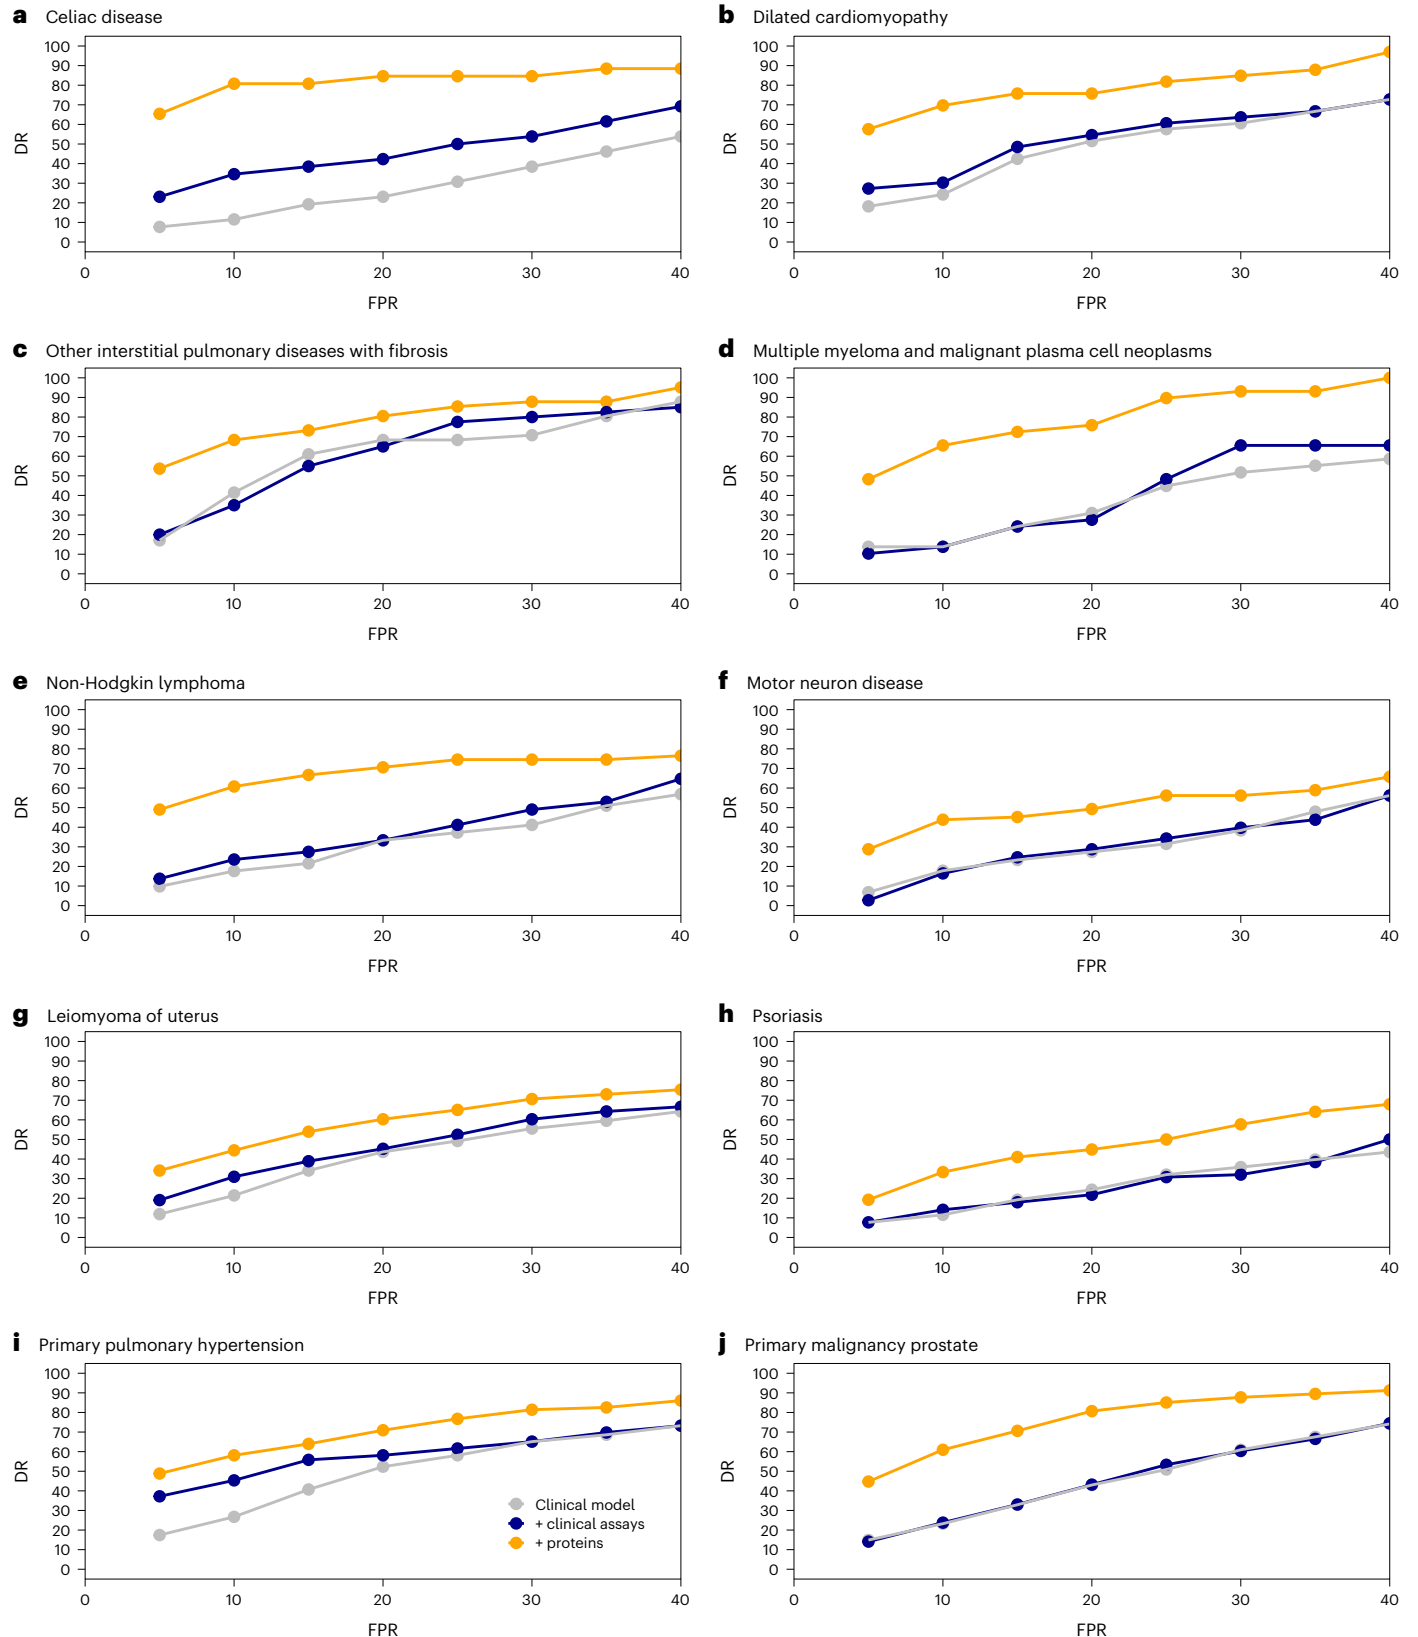 a Celiac disease
100
90
80
70
60
50
40
30
20
10
0
DR
0 10 20 30 40
FPR
b Dilated cardiomyopathy
100
90
80
70
60
50
40
30
20
10
0
DR
0 10 20 30 40
FPR
c Other interstitial pulmonary diseases with fibrosis
100
90
80
70
60
50
40
30
20
10
0
DR
0 10 20 30 40
FPR
d Multiple myeloma and malignant plasma cell neoplasms
100
90
80
70
60
50
40
30
20
10
0
DR
0 10 20 30 40
FPR
e Non-Hodgkin lymphoma
100
90
80
70
60
50
40
30
20
10
0
DR
0 10 20 30 40
FPR
f Motor neuron disease
100
90
80
70
60
50
40
30
20
10
0
DR
0 10 20 30 40
FPR
g Leiomyoma of uterus
100
90
80
70
60
50
40
30
20
10
0
DR
0 10 20 30 40
FPR
h Psoriasis
100
90
80
70
60
50
40
30
20
10
0
DR
0 10 20 30 40
FPR
i Primary pulmonary hypertension
100
90
80
70
60
50
40
30
20
10
0
DR
Clinical model
+ clinical assays
+ proteins
0 10 20 30 40
FPR
j Primary malignancy prostate
100
90
80
70
60
50
40
30
20
10
0
DR
0 10 20 30 40
FPR